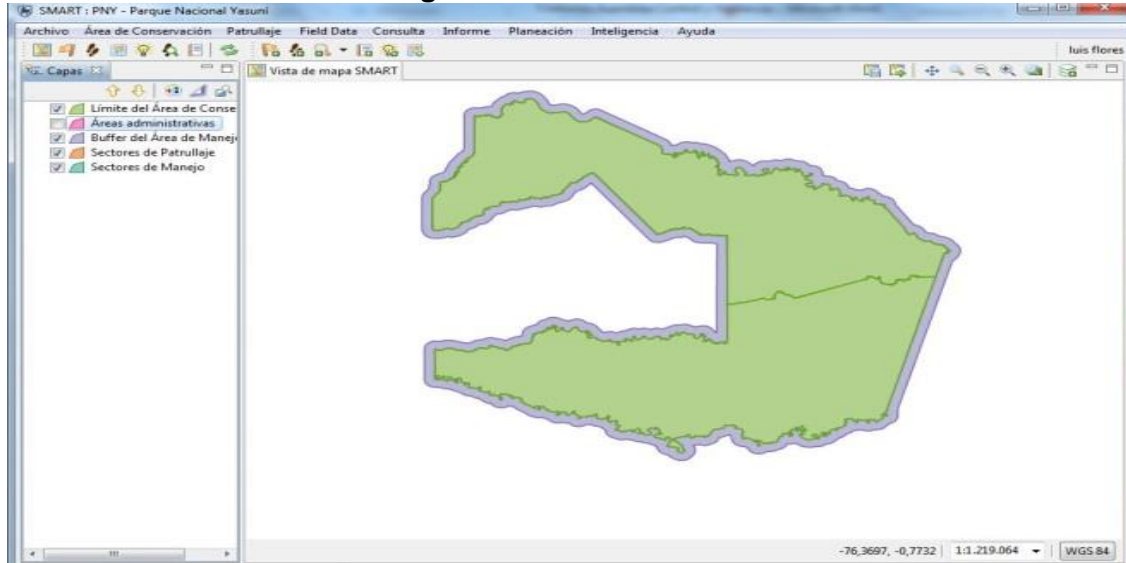 SMART : PNY - Parque Nacional Yasuní
Archivo Área de Conservación Patrullaje Field Data Consulta Informe Planeación Inteligencia Ayuda
luis flores
Capas
Vista de mapa SMART
Límite del Área de Conse
Áreas administrativas
Buffer del Área de Manej
Sectores de Patrullaje
Sectores de Manejo
-76,3697, -0,7732 1:1.219.064 WGS 84